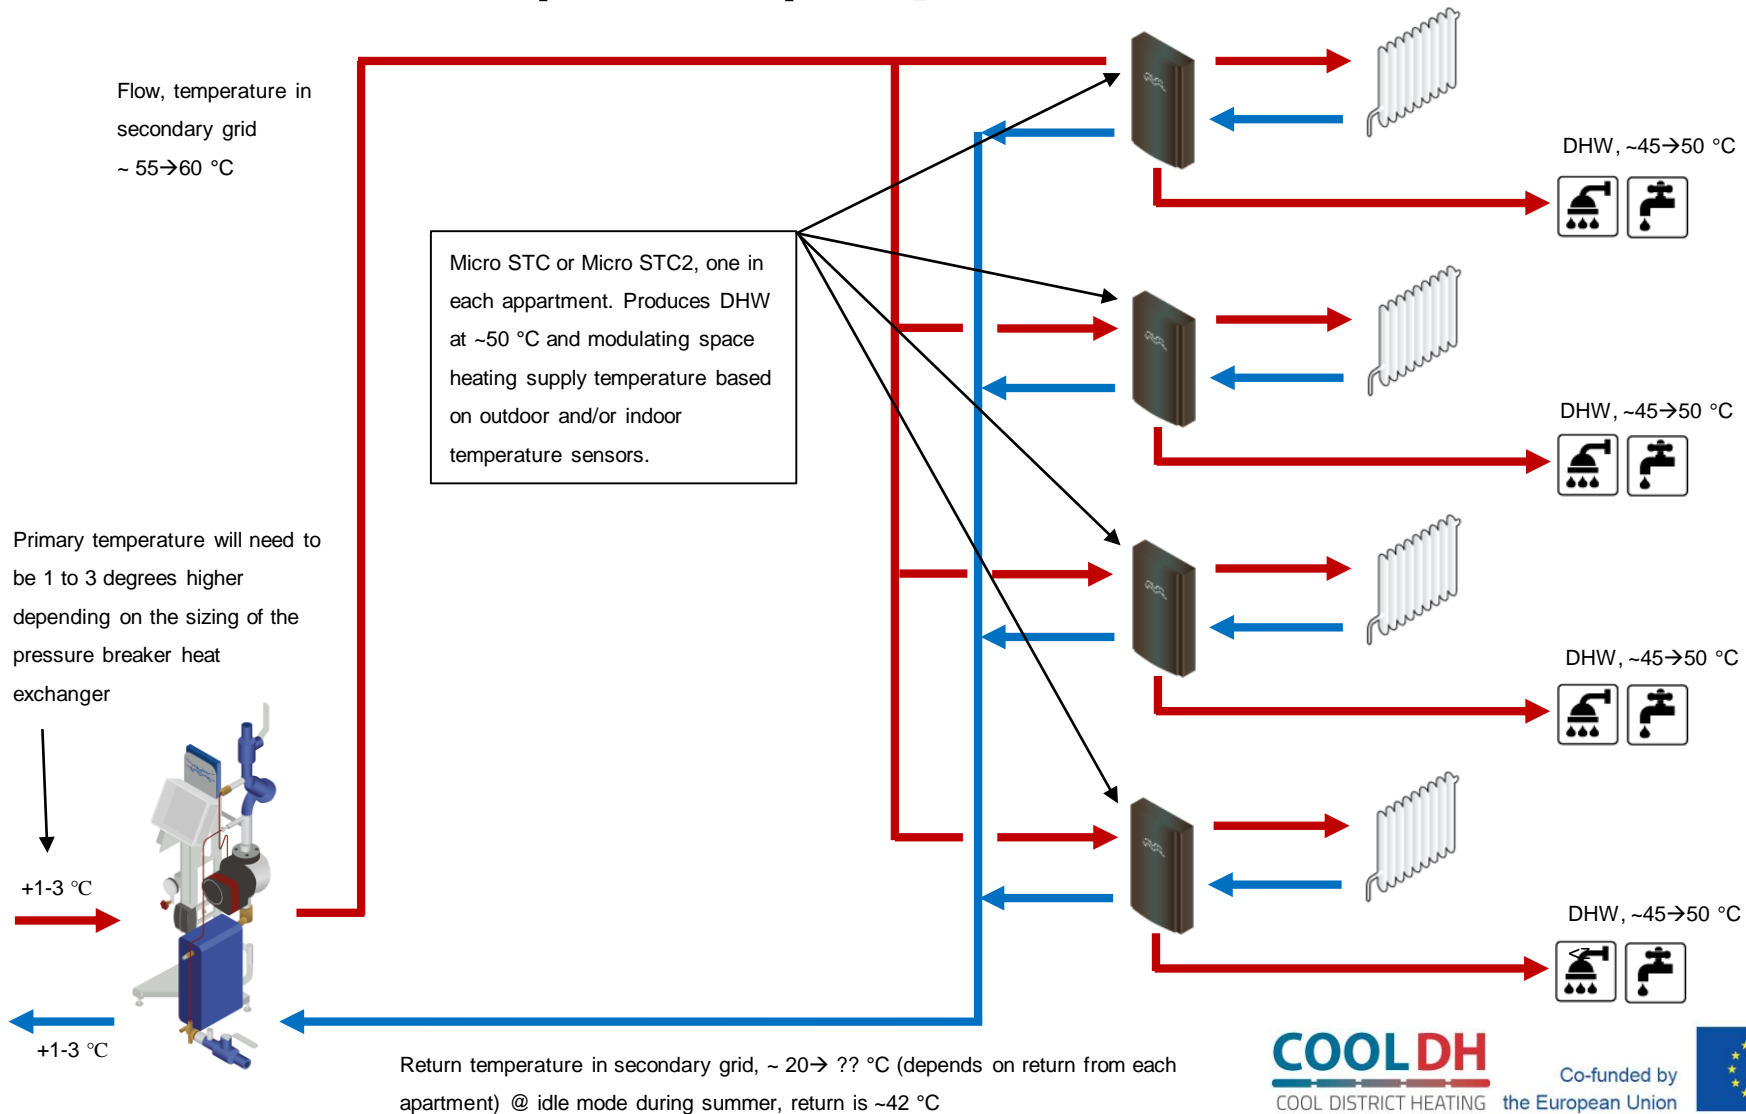 Flow, temperature in
secondary grid
~ 55→60 °C
DHW, ~45→50 °C
Micro STC or Micro STC2, one in
each appartment. Produces DHW
at ~50 °C and modulating space
heating supply temperature based
on outdoor and/or indoor
temperature sensors.
DHW, ~45→50 °C
Primary temperature will need to
be 1 to 3 degrees higher
depending on the sizing of the
pressure breaker heat
exchanger
DHW, ~45→50 °C
+1-3 °C
DHW, ~45→50 °C
<2
+1-3 °C
Return temperature in secondary grid, ~ 20→ ?? °C (depends on return from each
apartment) @ idle mode during summer, return is ~42 °C
COOL DH
COOL DISTRICT HEATING
Co-funded by
the European Union